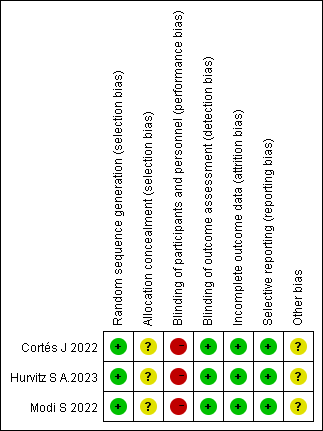 Random sequence generation (selection bias)
Allocation concealment (selection bias)
Blinding of participants and personnel (performance bias)
Blinding of outcome assessment (detection bias)
Incomplete outcome data (attrition bias)
Selective reporting (reporting bias)
Other bias
Cortés J 2022 + ? - + + + ?
Hurvitz S A.2023 + ? - + + + ?
Modi S 2022 + ? - + + + ?